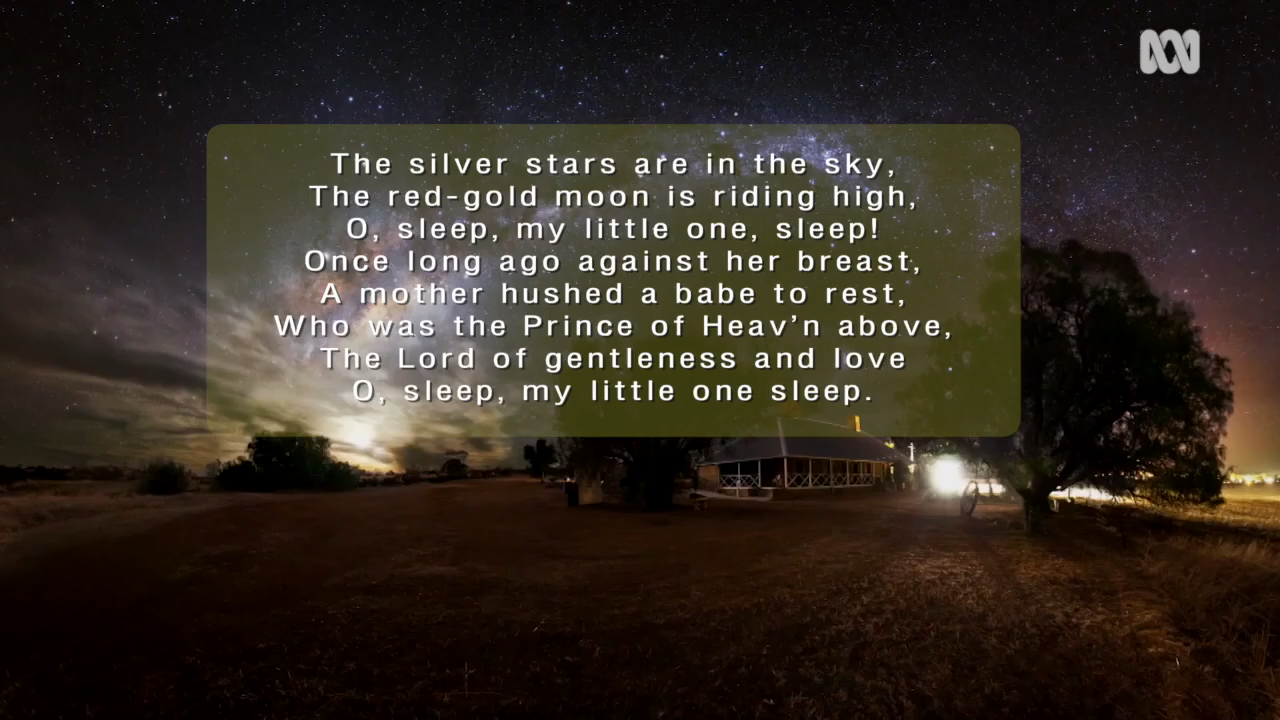 The silver stars are in the sky,
The red-gold moon is riding high,
O, sleep, my little one, sleep!
Once long ago against her breast,
A mother hushed a babe to rest,
Who was the Prince of Heav’n above,
The Lord of gentleness and love
O, sleep, my little one sleep.